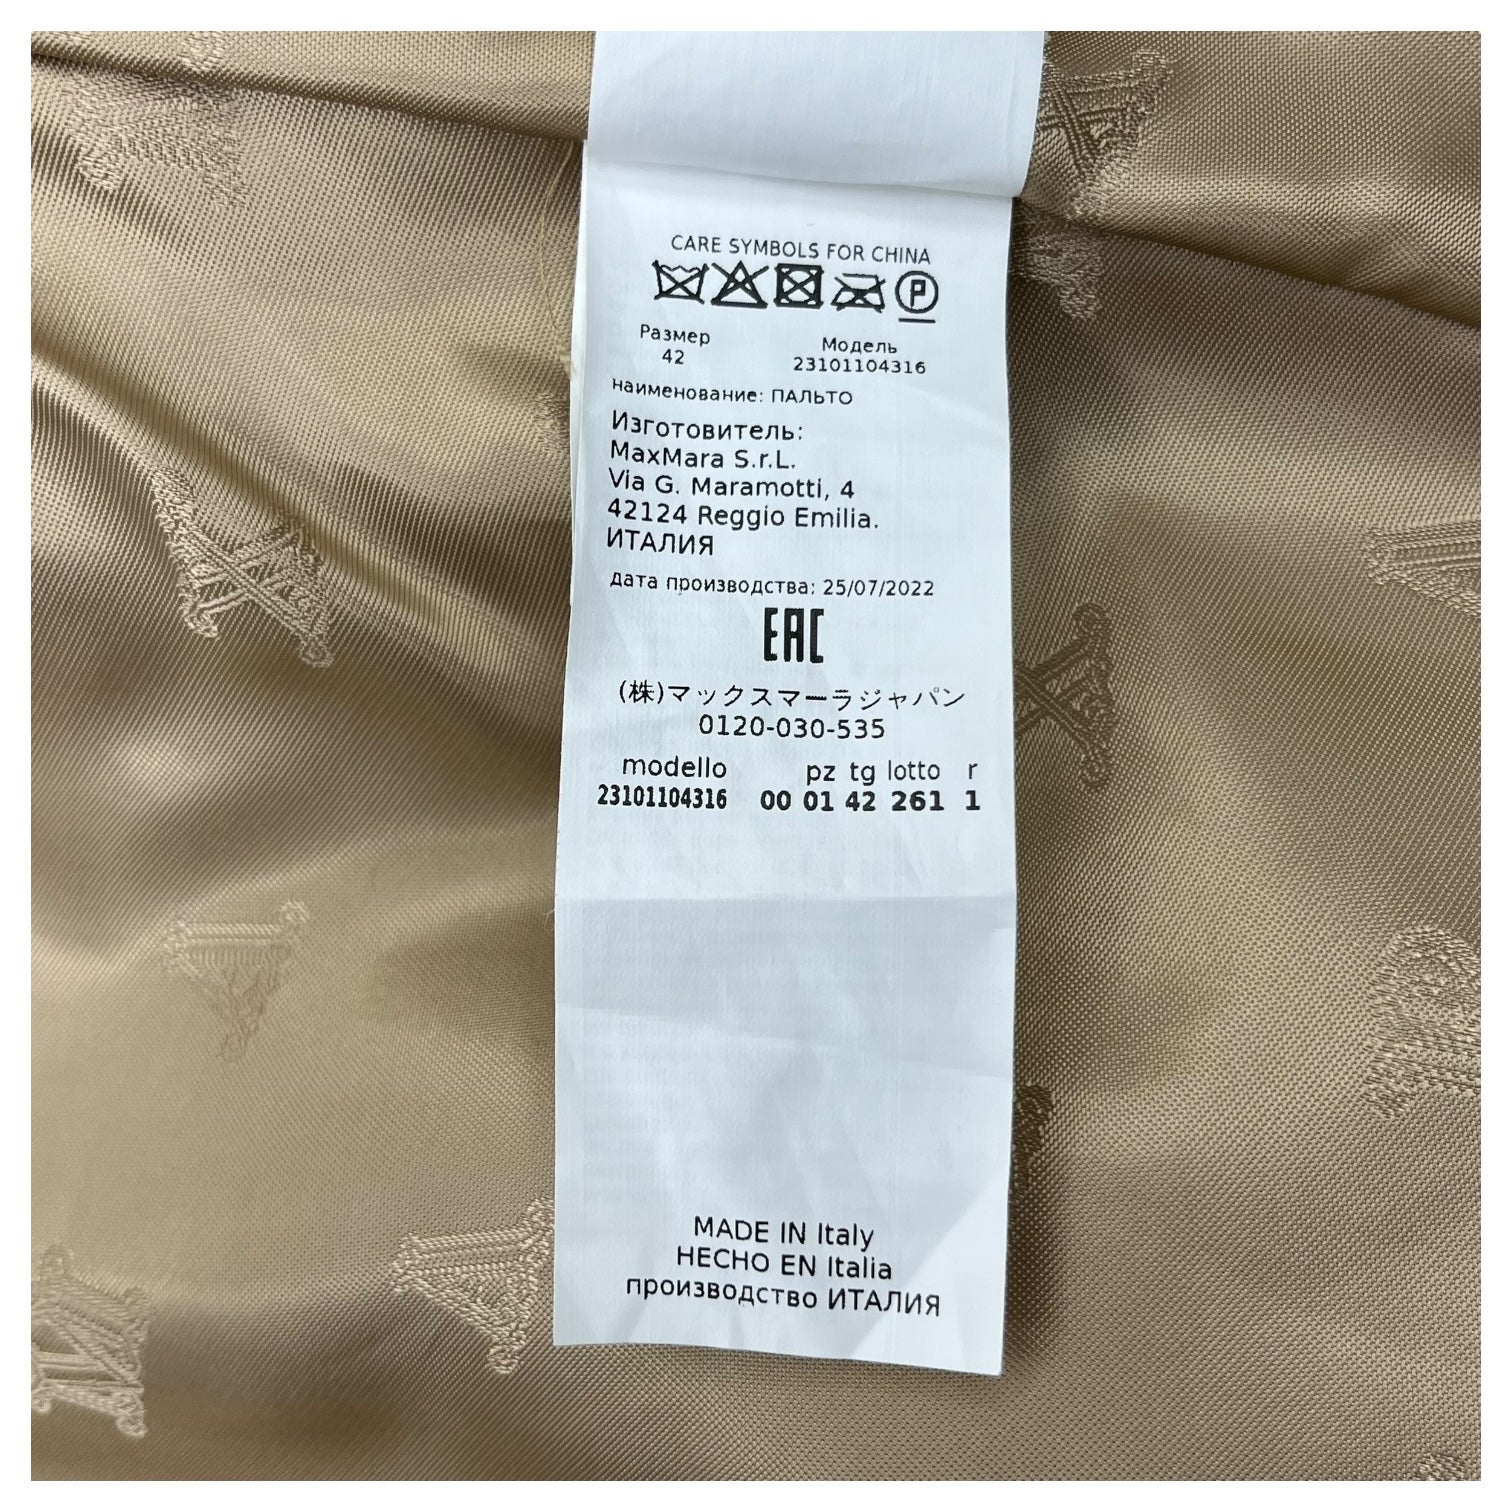 CARE SYMBOLS FOR CHINA
P
Размер Модель
42 23101104316
наименование: ПАЛЬТО
Изготовитель:
MaxMara S.r.L.
Via G. Maramotti, 4
42124 Reggio Emilia.
ИТАЛИЯ
дата производства: 25/07/2022
EAC
(株)マックスマーラジャパン
0120-030-535
modello pz tg lotto r
23101104316 00 01 42 261 1
MADE IN Italy
HECHO EN Italia
производство ИТАЛИЯ